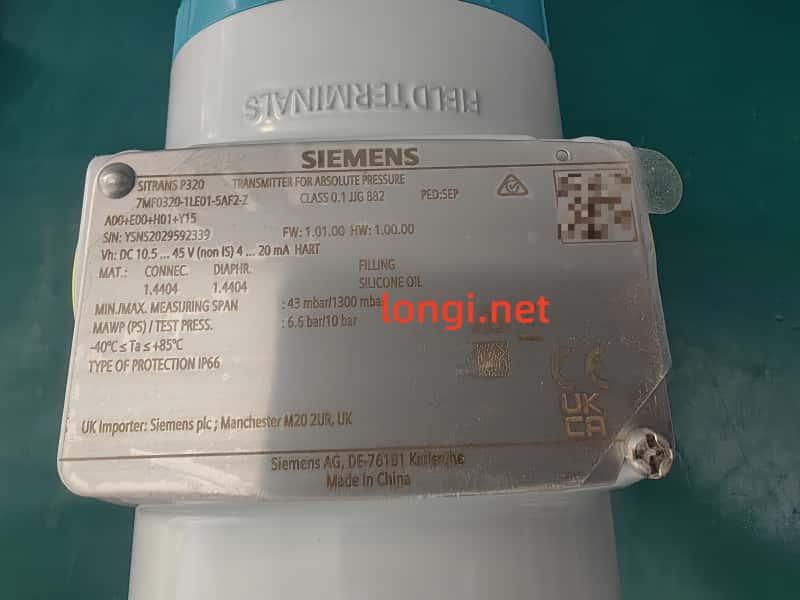 FIELD TERMINALS
SIEMENS
SITRANS P320 TRANSMITTER FOR ABSOLUTE PRESSURE
7MF0320-1LE01-5AF2-Z CLASS 0.1 JJG 882 PED:SEP
A00+E00+H01+Y15
S/N: YSNS2029592339 FW: 1.01.00 HW: 1.00.00
Vh: DC 10.5 ... 45 V (non IS) 4 ... 20 mA HART
MAT.: CONNEC. DIAPHR. FILLING
1.4404 1.4404 SILICONE OIL
MIN./MAX. MEASURING SPAN : 43 mbar/1300 mbar
longi.net
MAWP (PS) / TEST PRESS. : 6.6 bar/10 bar
-40°C ≤ Ta ≤ +85°C
TYPE OF PROTECTION IP66
CE
UK
CA
UK Importer: Siemens plc ; Manchester M20 2UR, UK
Siemens AG, DE-76181 Karlsruhe
Made in China